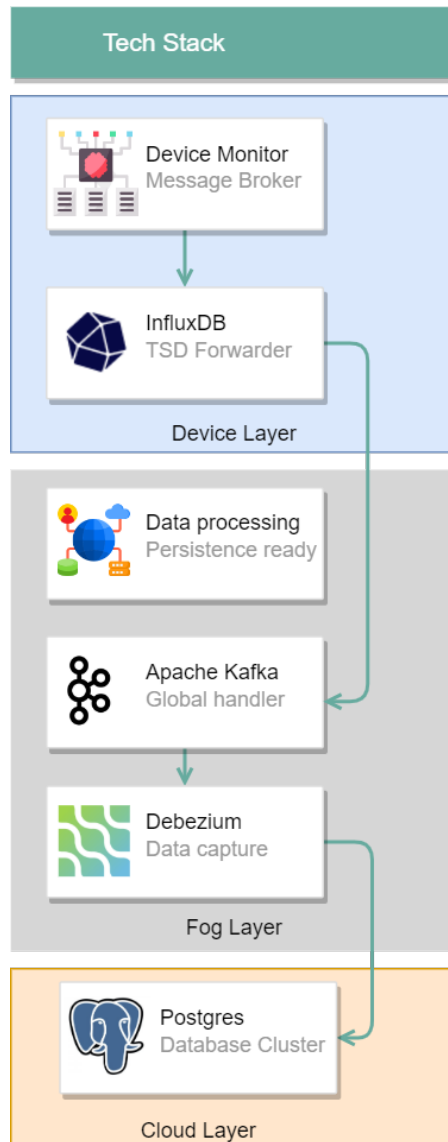 Tech Stack
Device Monitor
Message Broker
InfluxDB
TSD Forwarder
Device Layer
Data processing
Persistence ready
Apache Kafka
Global handler
Debezium
Data capture
Fog Layer
Postgres
Database Cluster
Cloud Layer